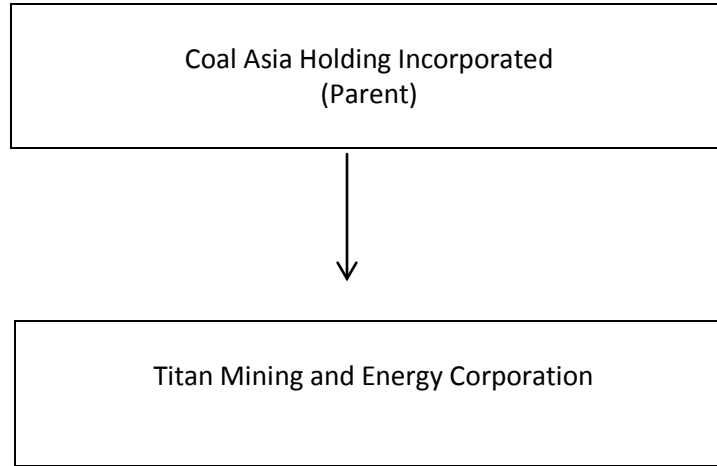 Coal Asia Holding Incorporated
(Parent)
Titan Mining and Energy Corporation